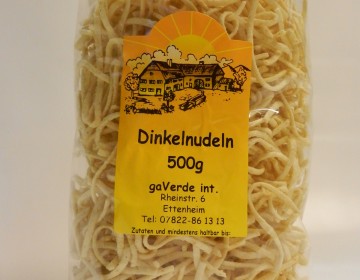 Dinkelnudeln
500g
gaVerde int.
Rheinstr. 6
Ettenheim
Tel: 07822-86 13 13
Zutaten und mindestens haltbar bis: